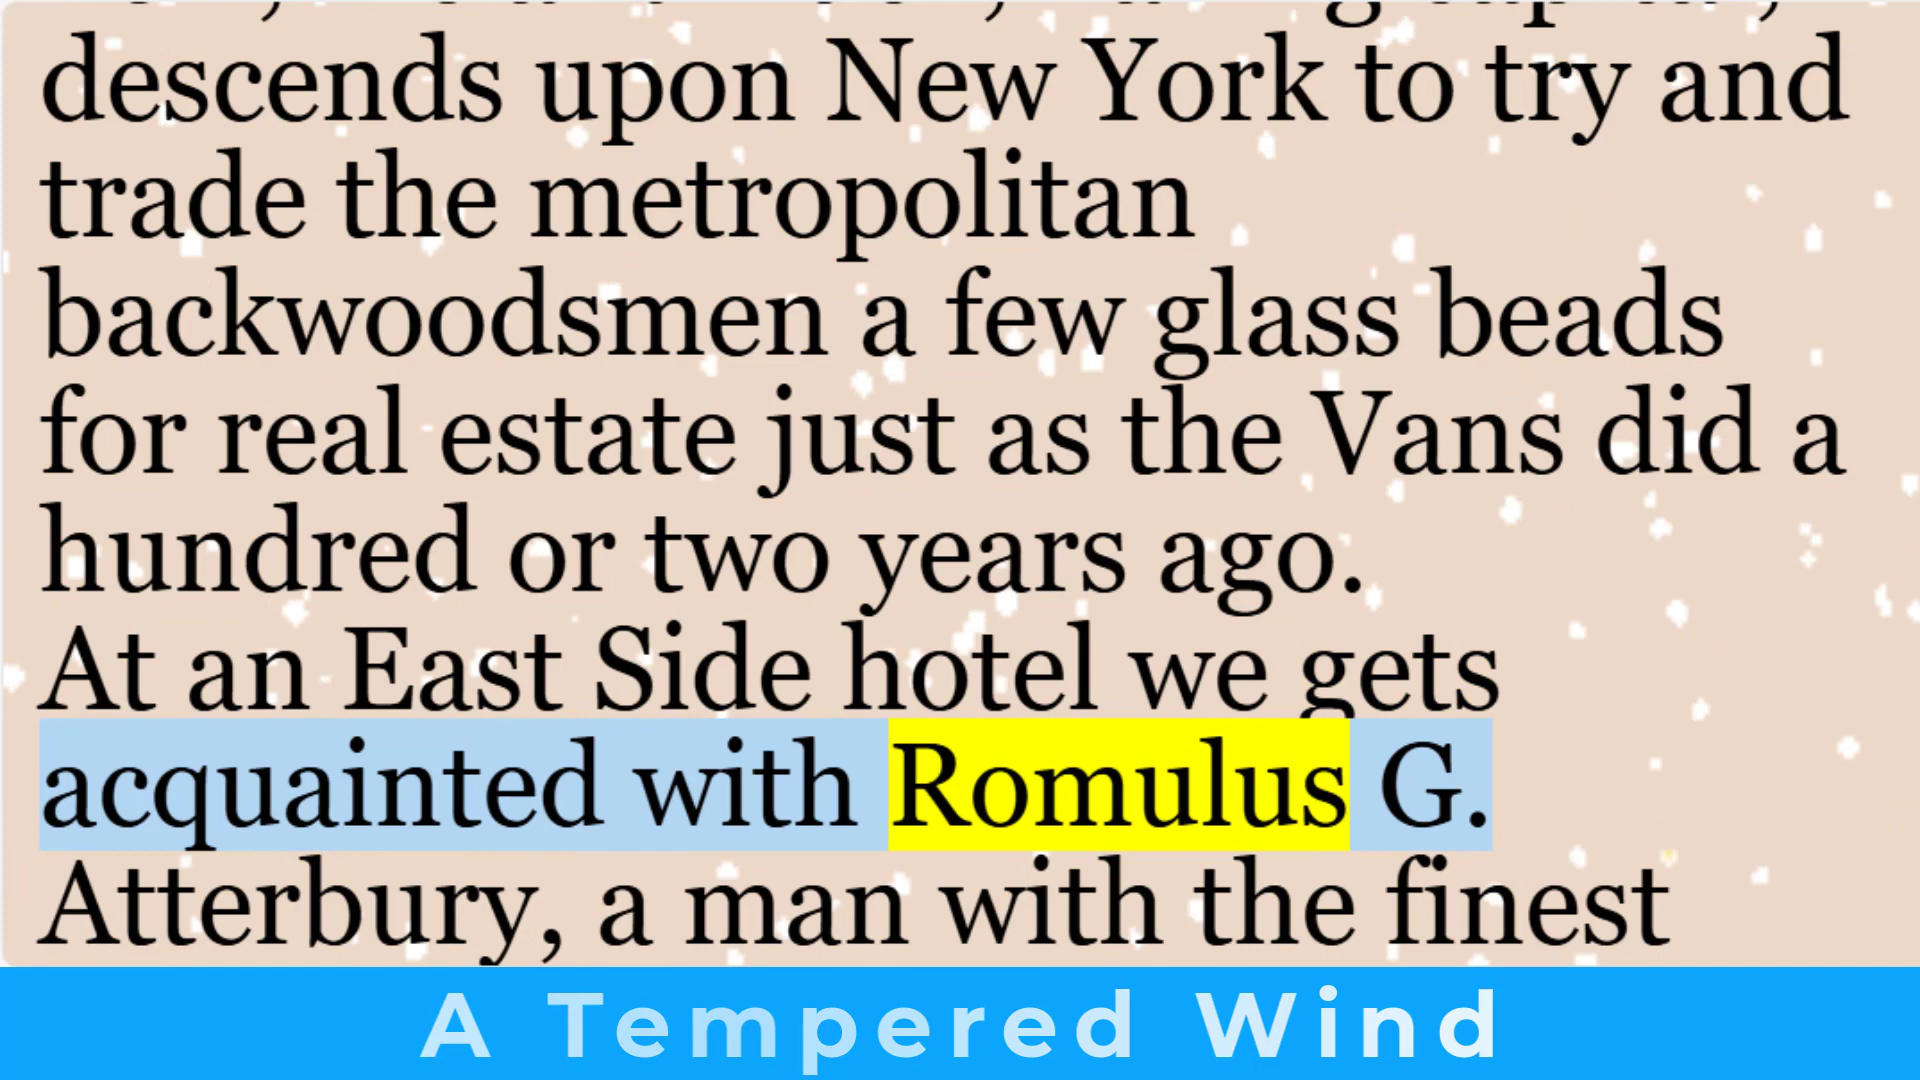 descends upon New York to try and
trade the metropolitan
backwoodsmen a few glass beads
for real estate just as the Vans did a
hundred or two years ago.
At an East Side hotel we gets
acquainted with Romulus G.
Atterbury, a man with the finest
A Tempered Wind